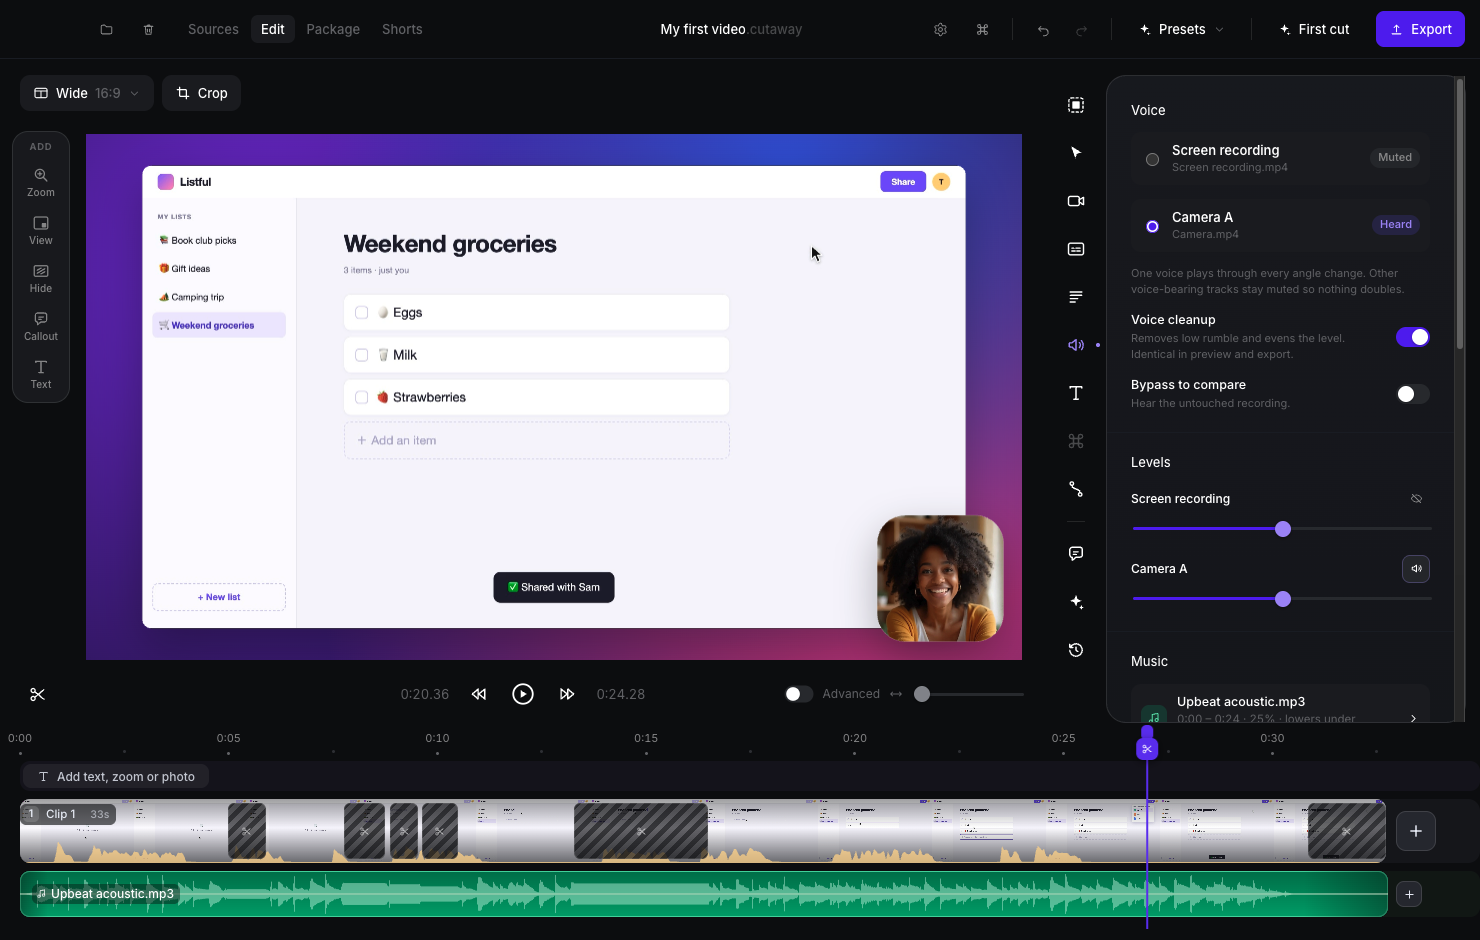 Sources
Edit
Package
Shorts
My first video.cutaway
Presets
First cut
Export
Wide 16:9
Crop
ADD
Zoom
View
Hide
Callout
Text
Listful
Share
T
MY LISTS
Book club picks
Gift ideas
Camping trip
Weekend groceries
+ New list
Weekend groceries
3 items · just you
Eggs
Milk
Strawberries
+ Add an item
Shared with Sam
Voice
Screen recording
Screen recording.mp4
Muted
Camera A
Camera.mp4
Heard
One voice plays through every angle change. Other
voice-bearing tracks stay muted so nothing doubles.
Voice cleanup
Removes low rumble and evens the level.
Identical in preview and export.
Bypass to compare
Hear the untouched recording.
Levels
Screen recording
Camera A
Music
Upbeat acoustic.mp3
0:00 – 0:24 · 25% · lowers under
0:20.36
0:24.28
Advanced
0:00
0:05
0:10
0:15
0:20
0:25
0:30
Add text, zoom or photo
1 Clip 1 33s
Upbeat acoustic.mp3